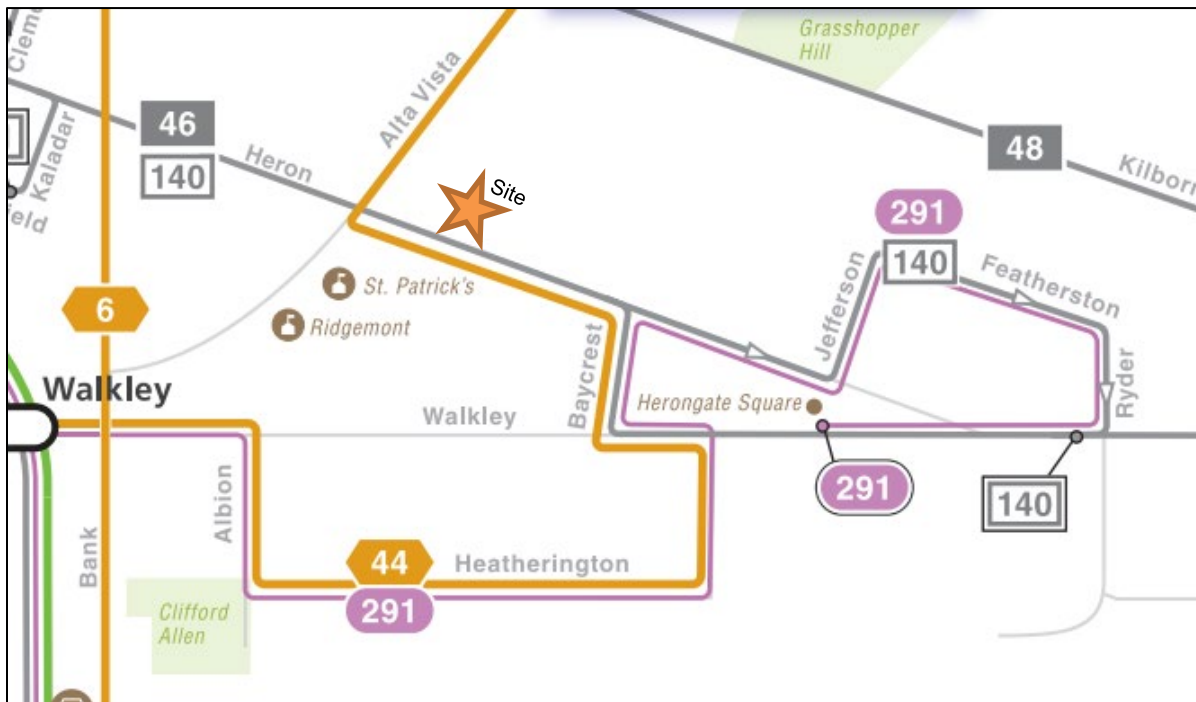 Grasshopper
Hill
Alta Vista
46
140
Heron
Kaladar
48
Kilborn
Site
291
140
Jefferson
Featherston
Ryder
St. Patrick's
Ridgemont
6
Walkley
Walkley
Baycrest
Herongate Square
291
140
Albion
Bank
44
291
Heatherington
Clifford
Allen